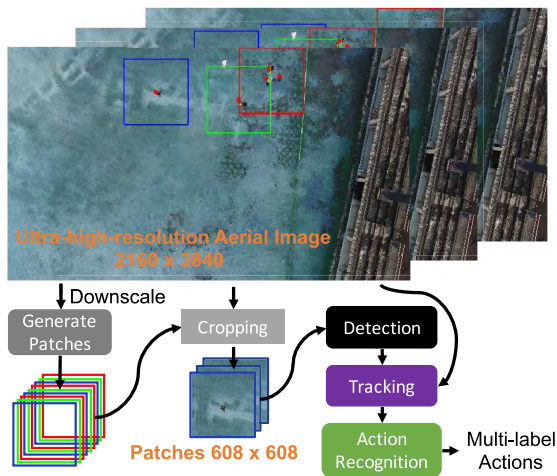 Ultra-high-resolution Aerial Image
2160 x 3840
Downscale
Generate
Patches
Cropping
Detection
Tracking
Patches 608 x 608
Action
Recognition
Multi-label
Actions